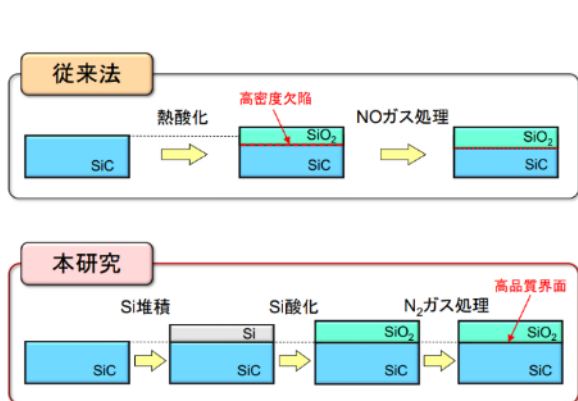 従来法
高密度欠陥
熱酸化
NOガス処理
SiC
SiO₂
SiC
SiO₂
SiC
本研究
高品質界面
Si堆積
Si酸化
N₂ガス処理
SiC
Si
SiC
SiO₂
SiC
SiO₂
SiC